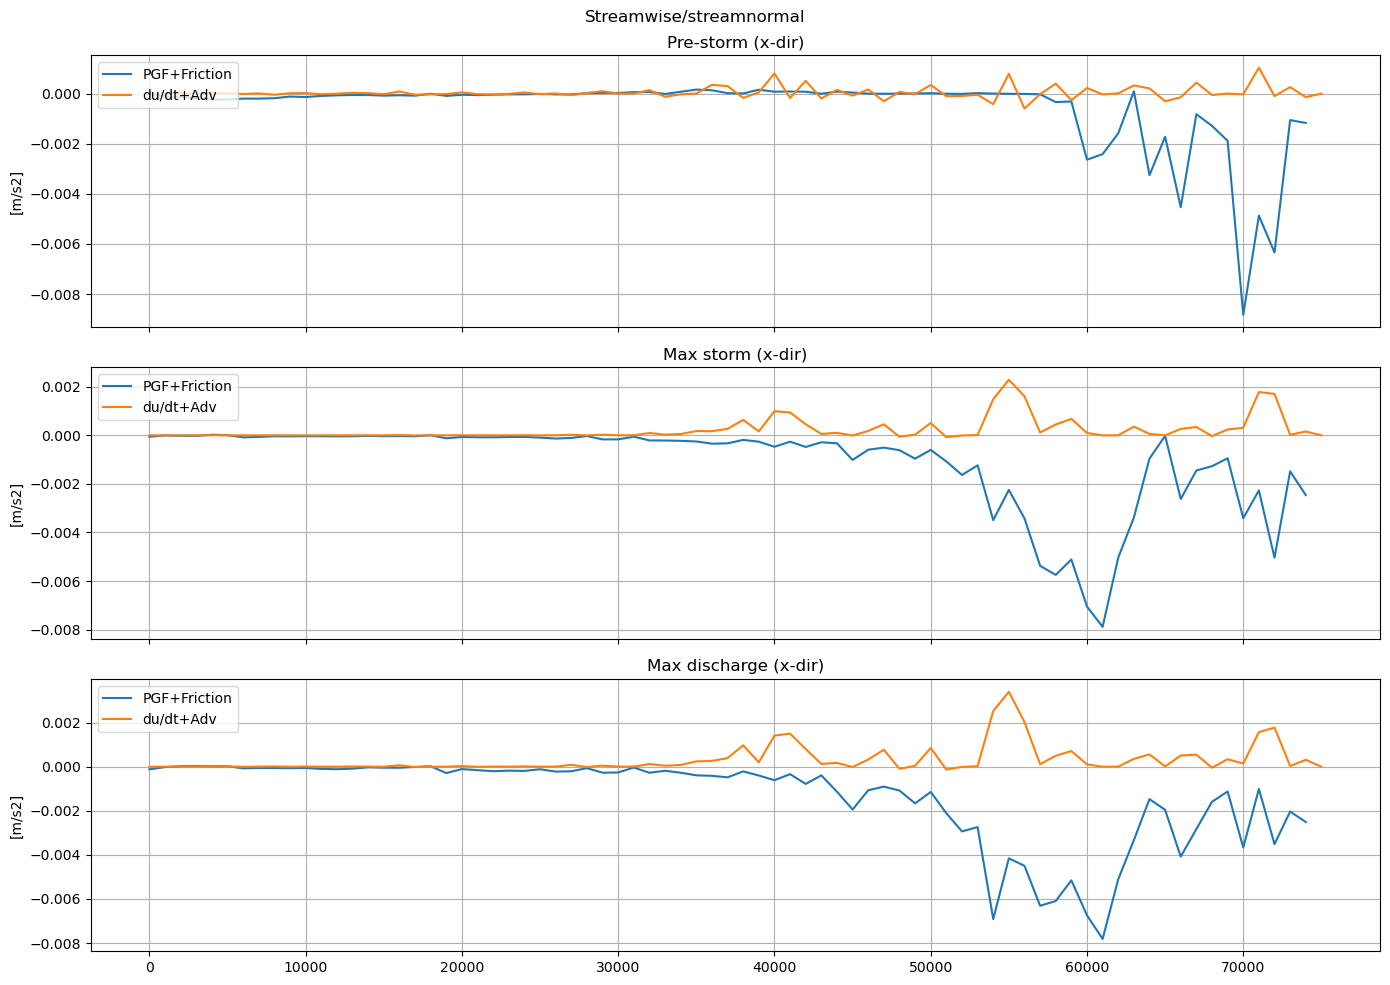 Streamwise/streamnormal
Pre-storm (x-dir)
PGF+Friction
du/dt+Adv
0.000
−0.002
−0.004
−0.006
−0.008
[m/s2]
Max storm (x-dir)
PGF+Friction
du/dt+Adv
0.002
0.000
−0.002
−0.004
−0.006
−0.008
[m/s2]
Max discharge (x-dir)
PGF+Friction
du/dt+Adv
0.002
0.000
−0.002
−0.004
−0.006
−0.008
[m/s2]
0 10000 20000 30000 40000 50000 60000 70000